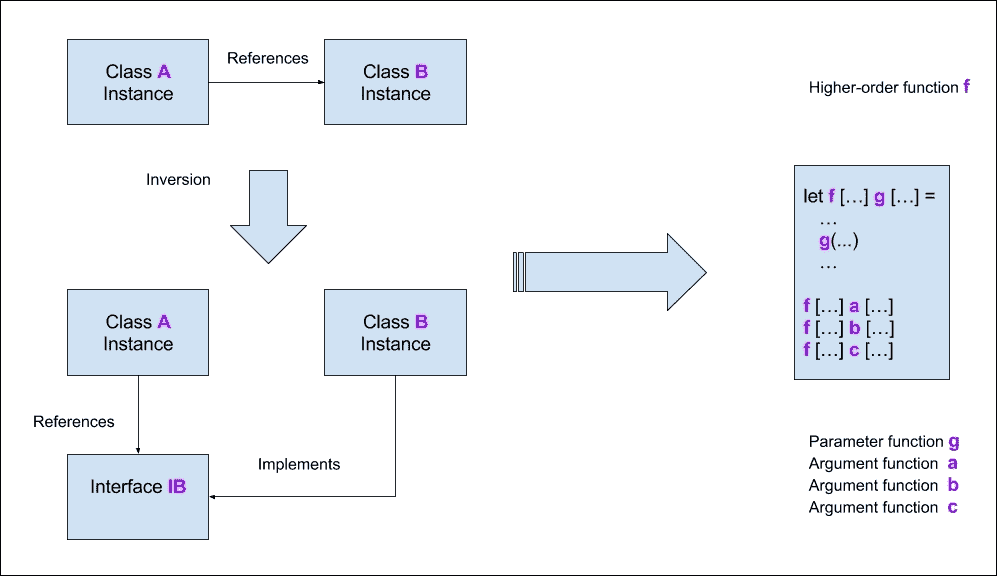 Class A
Instance
References
Class B
Instance
Inversion
Class A
Instance
Class B
Instance
References
Implements
Interface IB
Higher-order function f
let f […] g […] =
…
g(...)
…
f […] a […]
f […] b […]
f […] c […]
Parameter function g
Argument function a
Argument function b
Argument function c